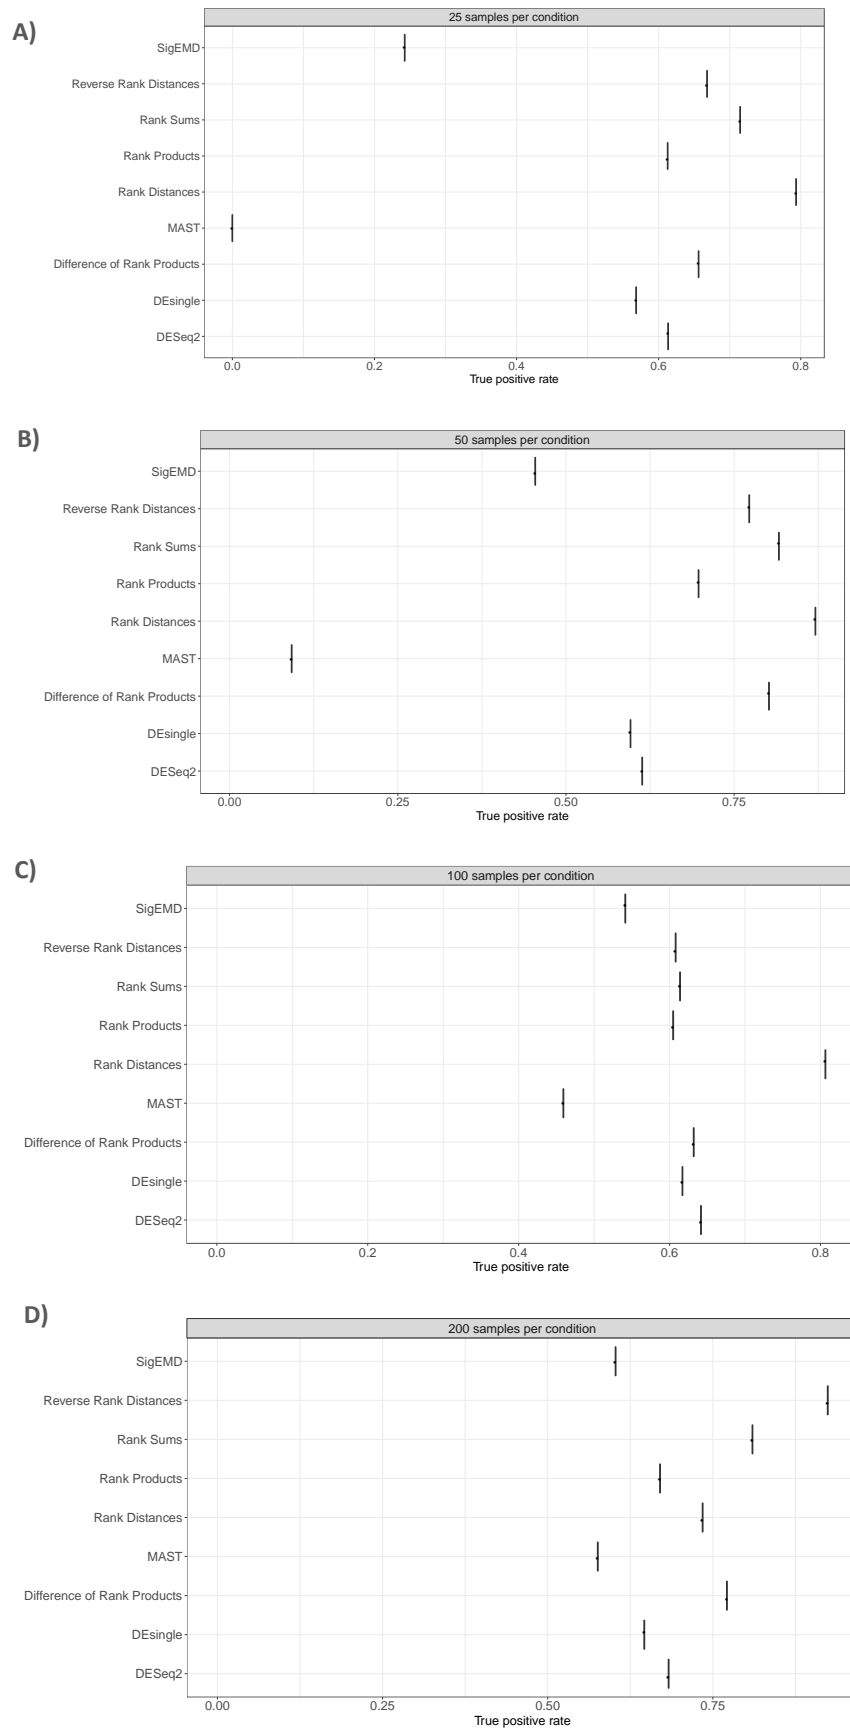 A)
25 samples per condition
SigEMD
Reverse Rank Distances
Rank Sums
Rank Products
Rank Distances
MAST
Difference of Rank Products
DEsingle
DESeq2
0.0 0.2 0.4 0.6 0.8
True positive rate
B)
50 samples per condition
SigEMD
Reverse Rank Distances
Rank Sums
Rank Products
Rank Distances
MAST
Difference of Rank Products
DEsingle
DESeq2
0.00 0.25 0.50 0.75
True positive rate
C)
100 samples per condition
SigEMD
Reverse Rank Distances
Rank Sums
Rank Products
Rank Distances
MAST
Difference of Rank Products
DEsingle
DESeq2
0.0 0.2 0.4 0.6 0.8
True positive rate
D)
200 samples per condition
SigEMD
Reverse Rank Distances
Rank Sums
Rank Products
Rank Distances
MAST
Difference of Rank Products
DEsingle
DESeq2
0.00 0.25 0.50 0.75
True positive rate